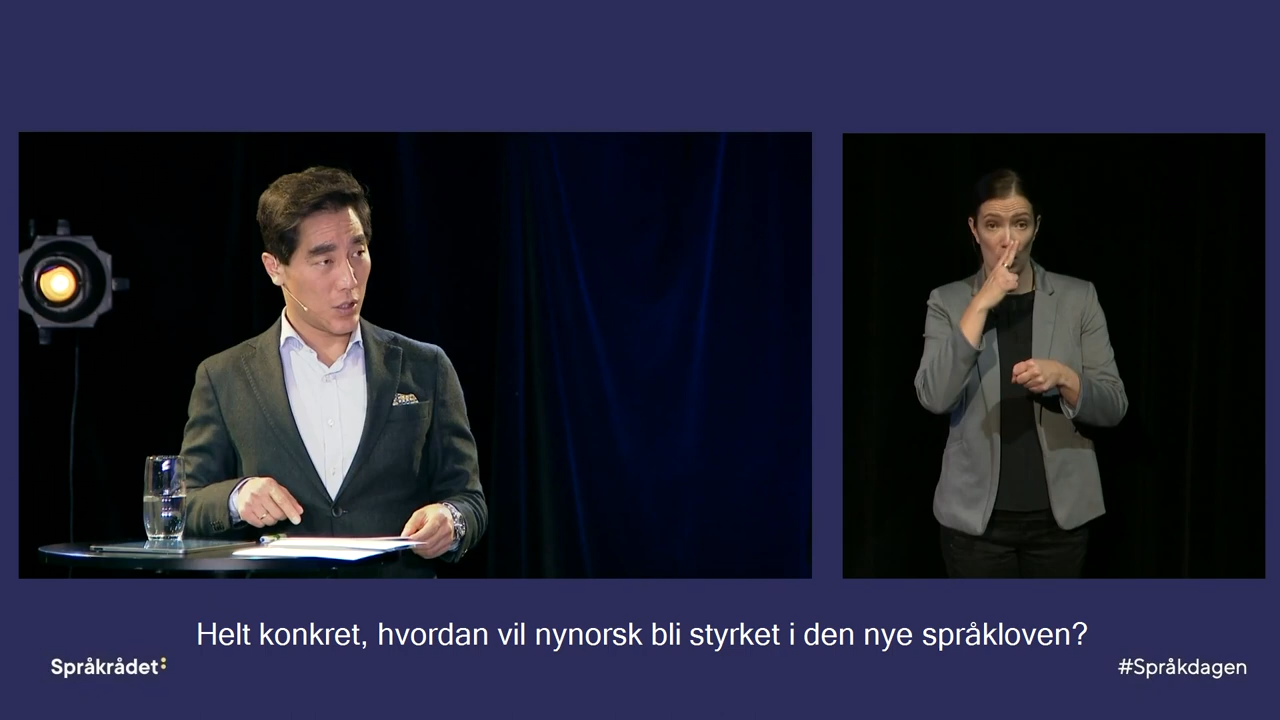 Helt konkret, hvordan vil nynorsk bli styrket i den nye språkloven?
Språkrådet:
#Språkdagen